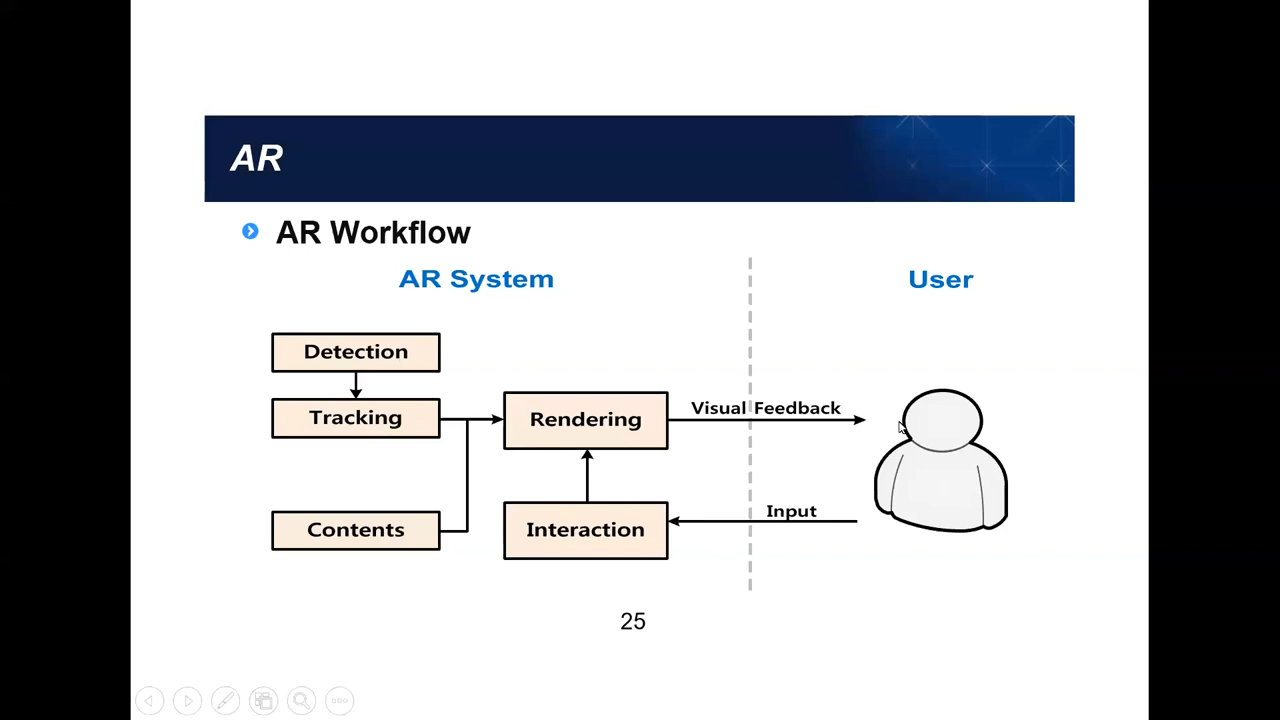 AR
AR Workflow
AR System
User
Detection
Tracking
Rendering
Visual Feedback
Contents
Interaction
Input
25